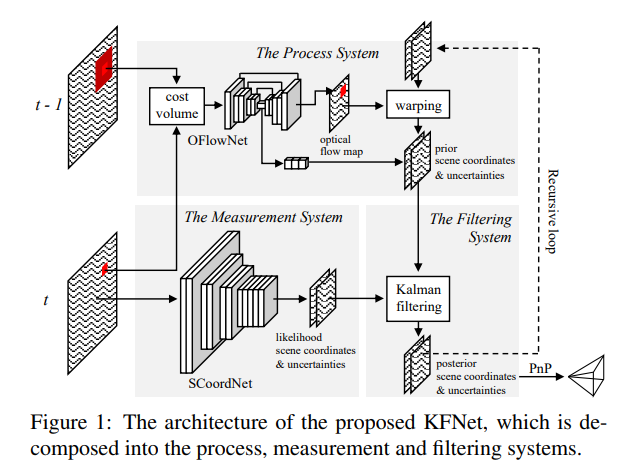 The Process System
t - 1
cost
volume
OFlowNet
optical
flow map
warping
prior
scene coordinates
& uncertainties
Recursive loop
The Measurement System
The Filtering
System
t
SCoordNet
likelihood
scene coordinates
& uncertainties
Kalman
filtering
posterior
scene coordinates
& uncertainties
PnP
Figure 1: The architecture of the proposed KFNet, which is de-
composed into the process, measurement and filtering systems.